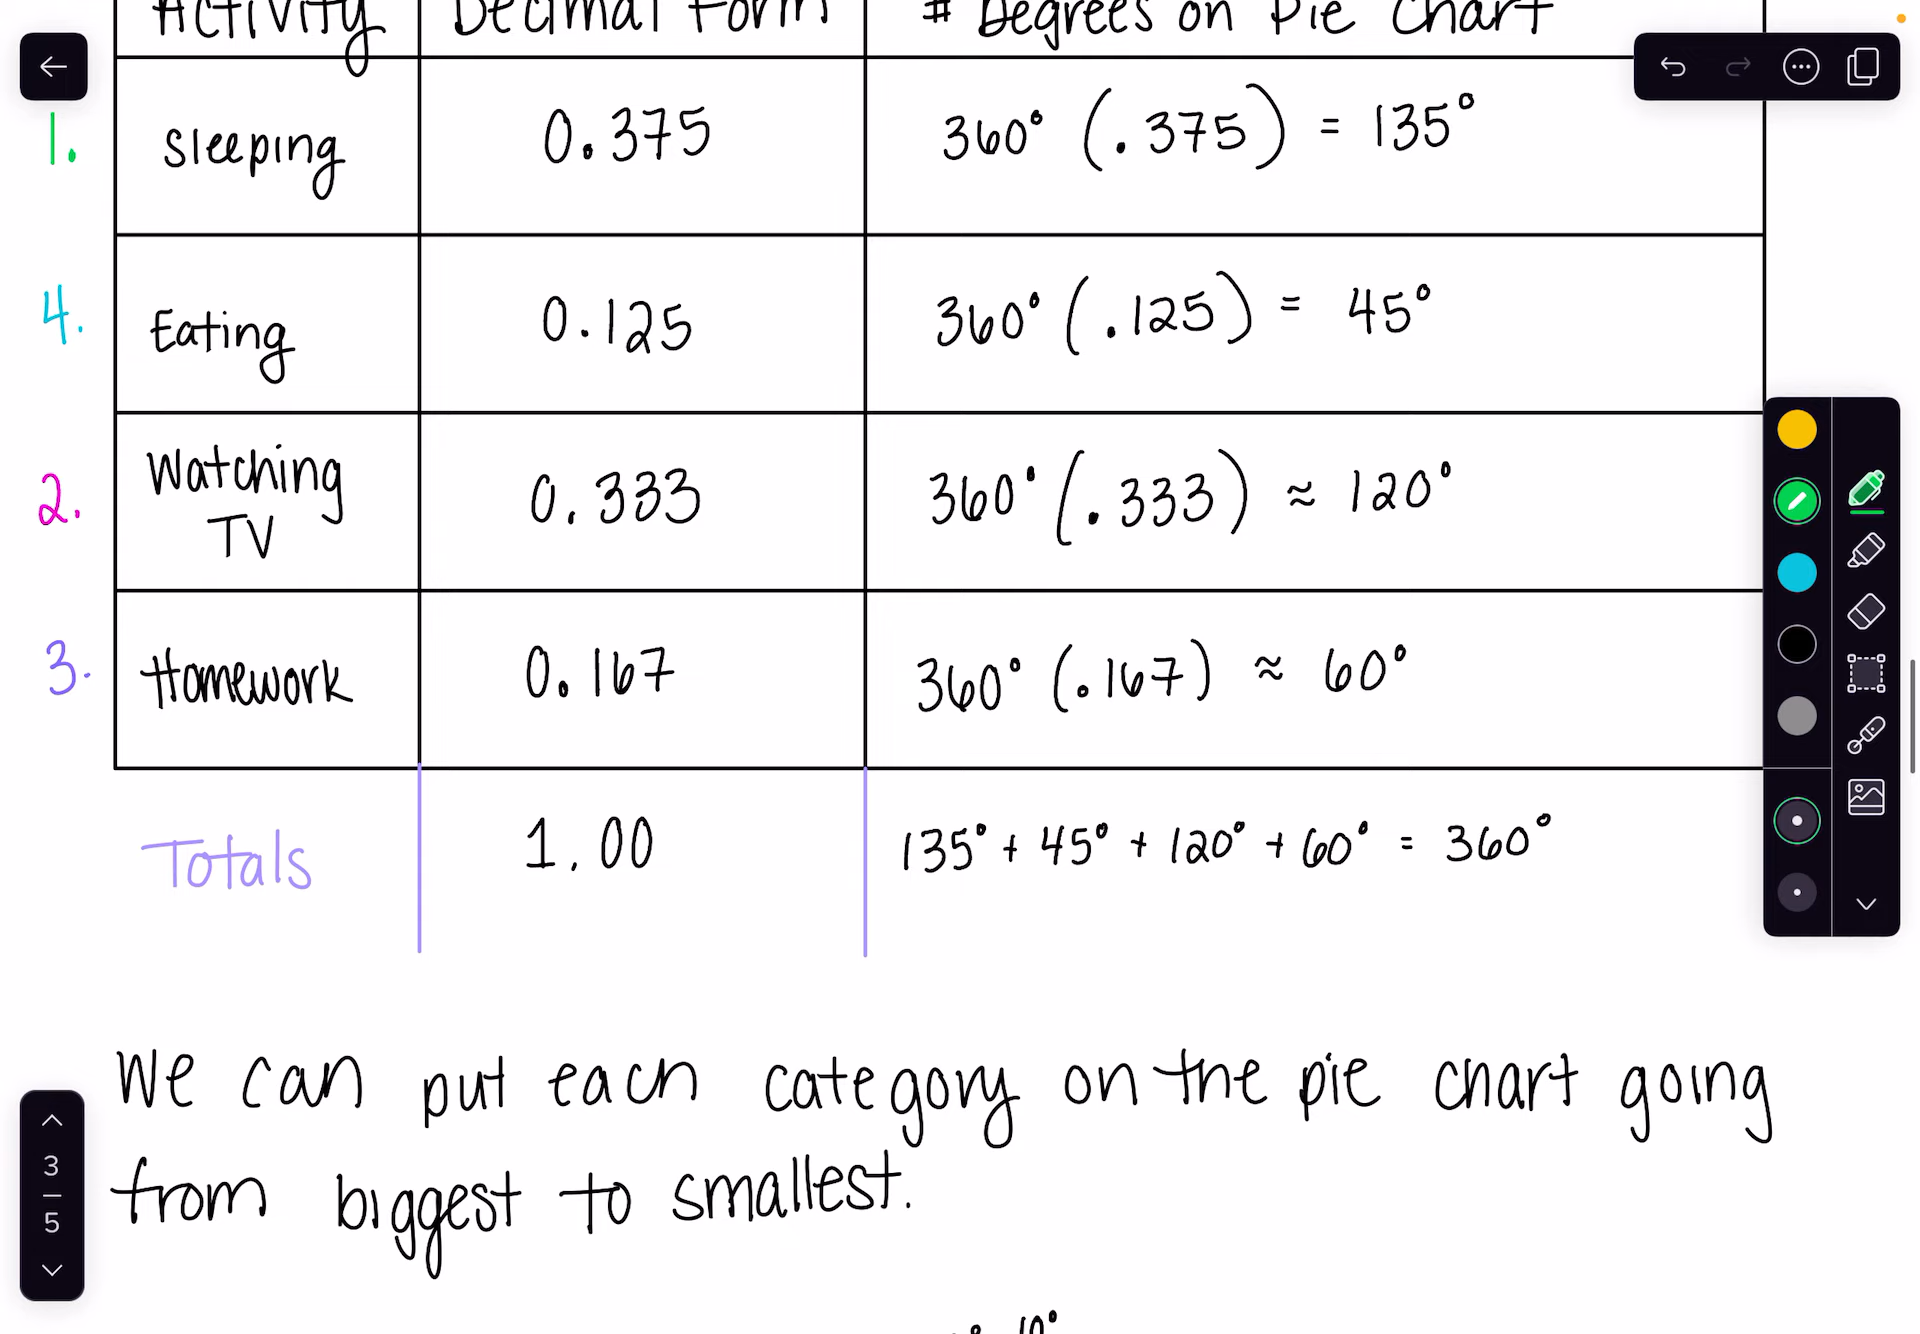 Activity Decimal Form # Degrees on Pie Chart
1. Sleeping 0.375 360° (.375) = 135°
4. Eating 0.125 360° (.125) = 45°
2. Watching TV 0.333 360° (.333) ≈ 120°
3. Homework 0.167 360° (.167) ≈ 60°
Totals 1.00 135° + 45° + 120° + 60° = 360°
We can put each category on the pie chart going
from biggest to smallest.
3
5